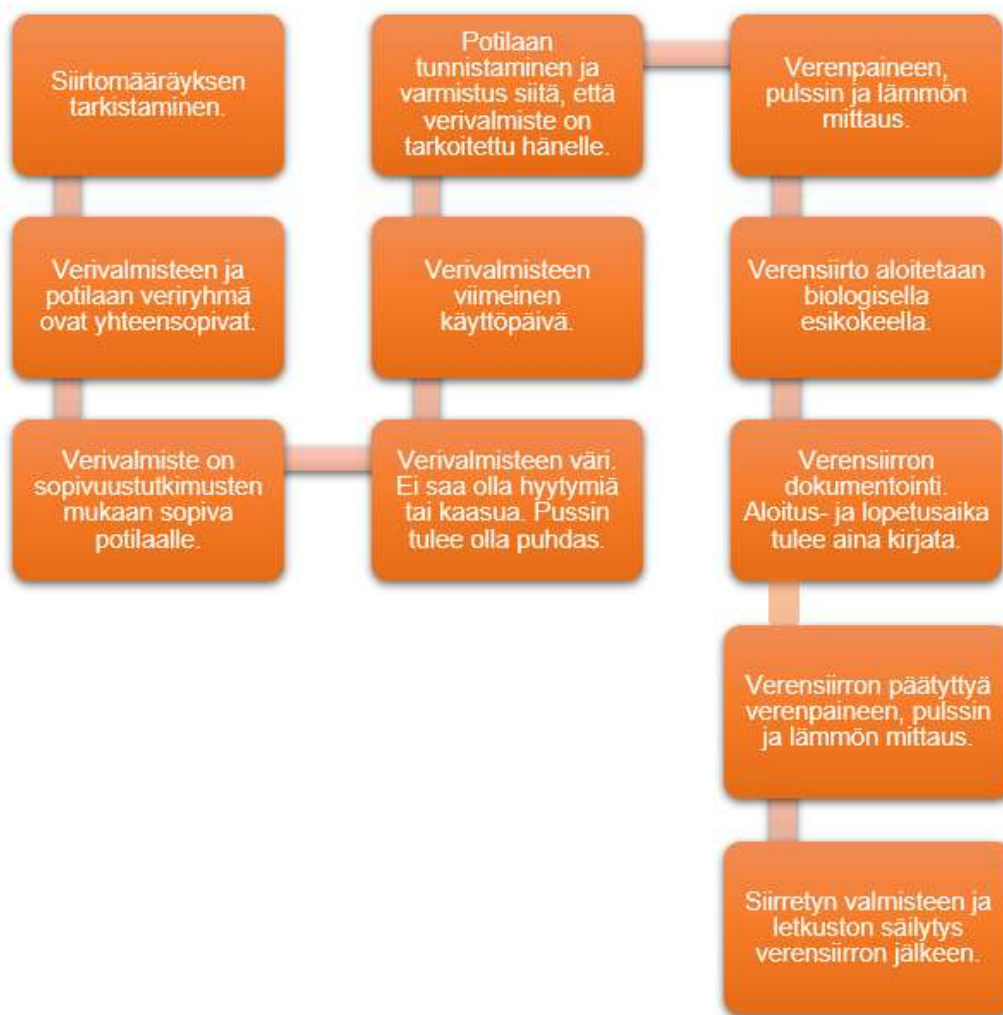 Siirtomääräyksen
tarkistaminen.
Verivalmisteen ja
potilaan veriryhmä
ovat yhteensopivat.
Verivalmiste on
sopivuustutkimusten
mukaan sopiva
potilaalle.
Verivalmisteen väri.
Ei saa olla hyytymiä
tai kaasua. Pussin
tulee olla puhdas.
Verivalmisteen
viimeinen
käyttöpäivä.
Potilaan
tunnistaminen ja
varmistus siitä, että
verivalmiste on
tarkoitettu hänelle.
Verenpaineen,
pulssin ja lämmön
mittaus.
Verensiirto aloitetaan
biologisella
esikokeella.
Verensiirron
dokumentointi.
Aloitus- ja lopetusaika
tulee aina kirjata.
Verensiirron päätyttyä
verenpaineen, pulssin
ja lämmön mittaus.
Siirretyn valmisteen ja
letkuston säilytys
verensiirron jälkeen.